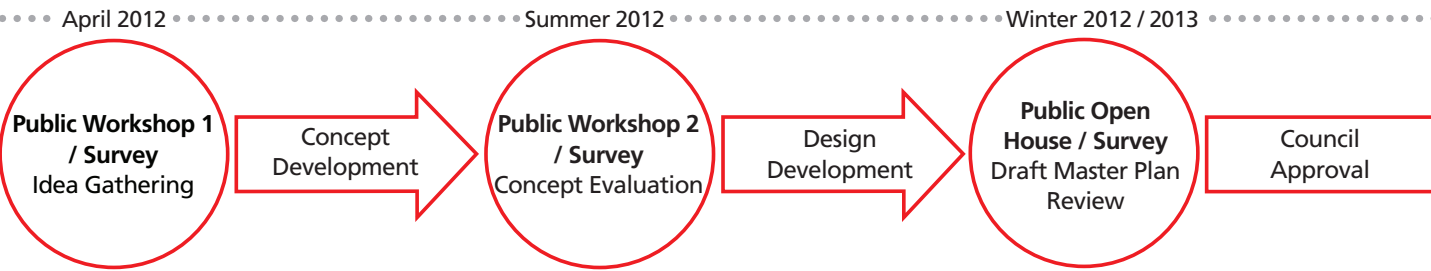 April 2012
Summer 2012
Winter 2012 / 2013
Public Workshop 1
/ Survey
Idea Gathering
Concept
Development
Public Workshop 2
/ Survey
Concept Evaluation
Design
Development
Public Open
House / Survey
Draft Master Plan
Review
Council
Approval